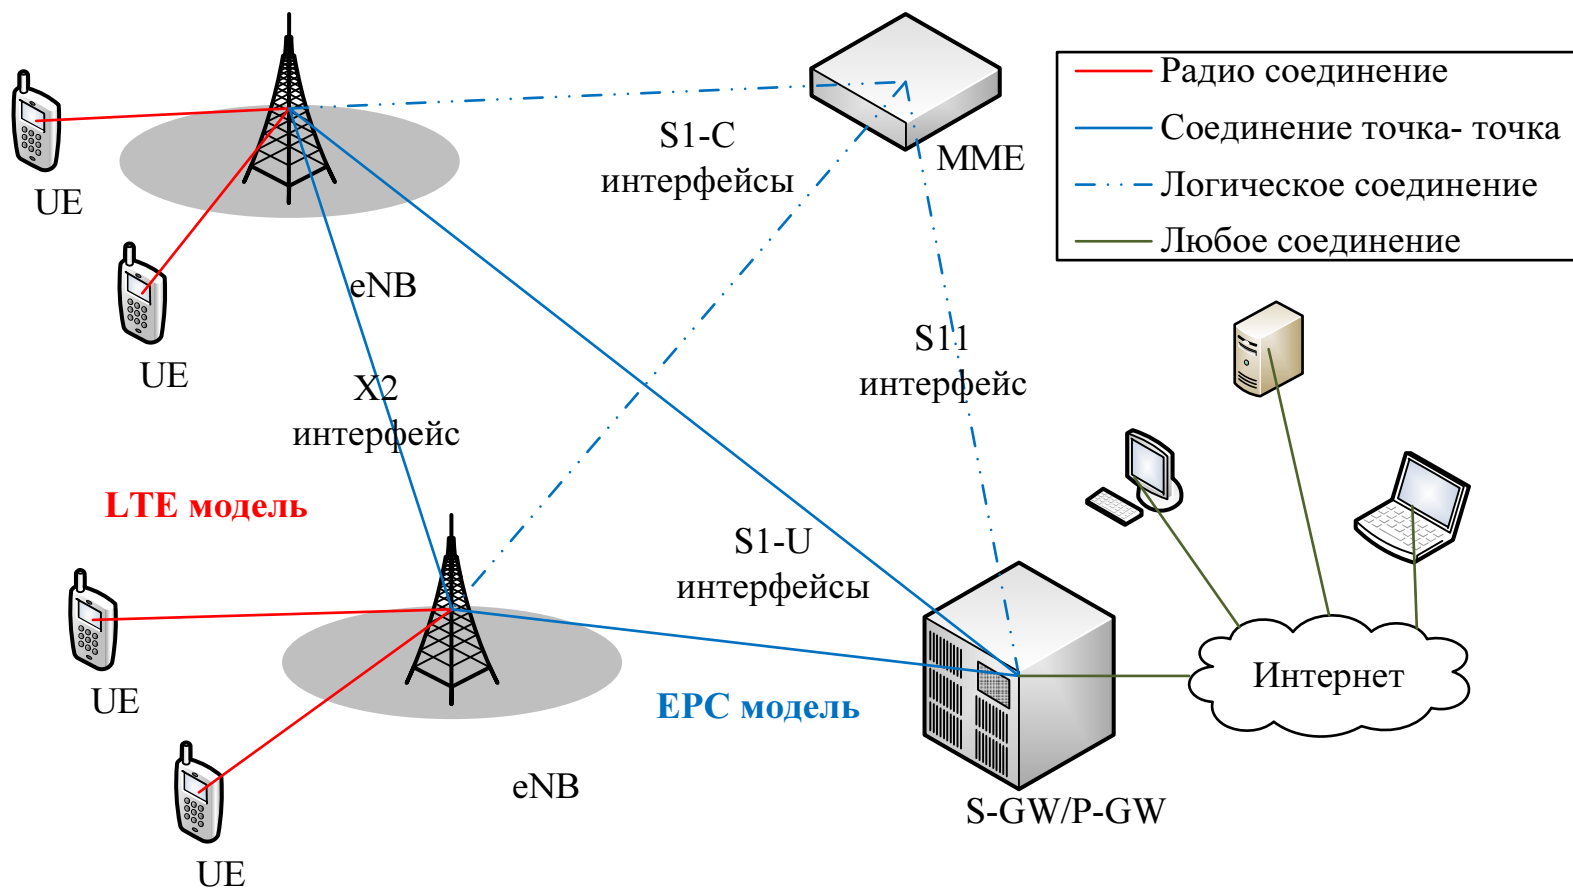 Радио соединение
Соединение точка- точка
Логическое соединение
Любое соединение
S1-C
интерфейсы
MME
UE
eNB
UE
S11
интерфейс
X2
интерфейс
LTE модель
S1-U
интерфейсы
UE
EPC модель
Интернет
eNB
S-GW/P-GW
UE